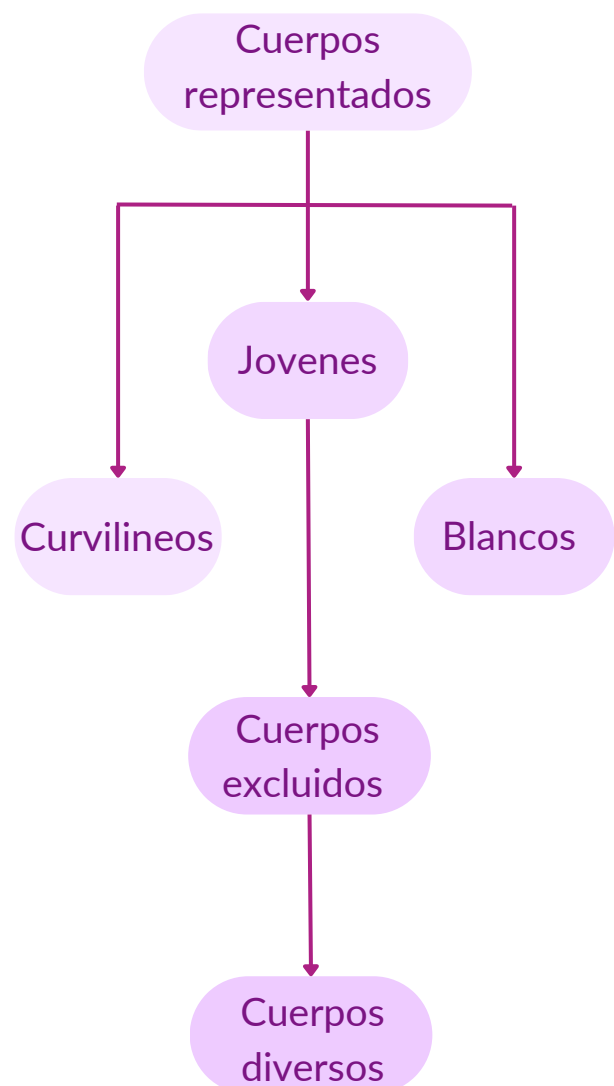 Cuerpos
representados
Jovenes
Curvilineos
Blancos
Cuerpos
excluidos
Cuerpos
diversos